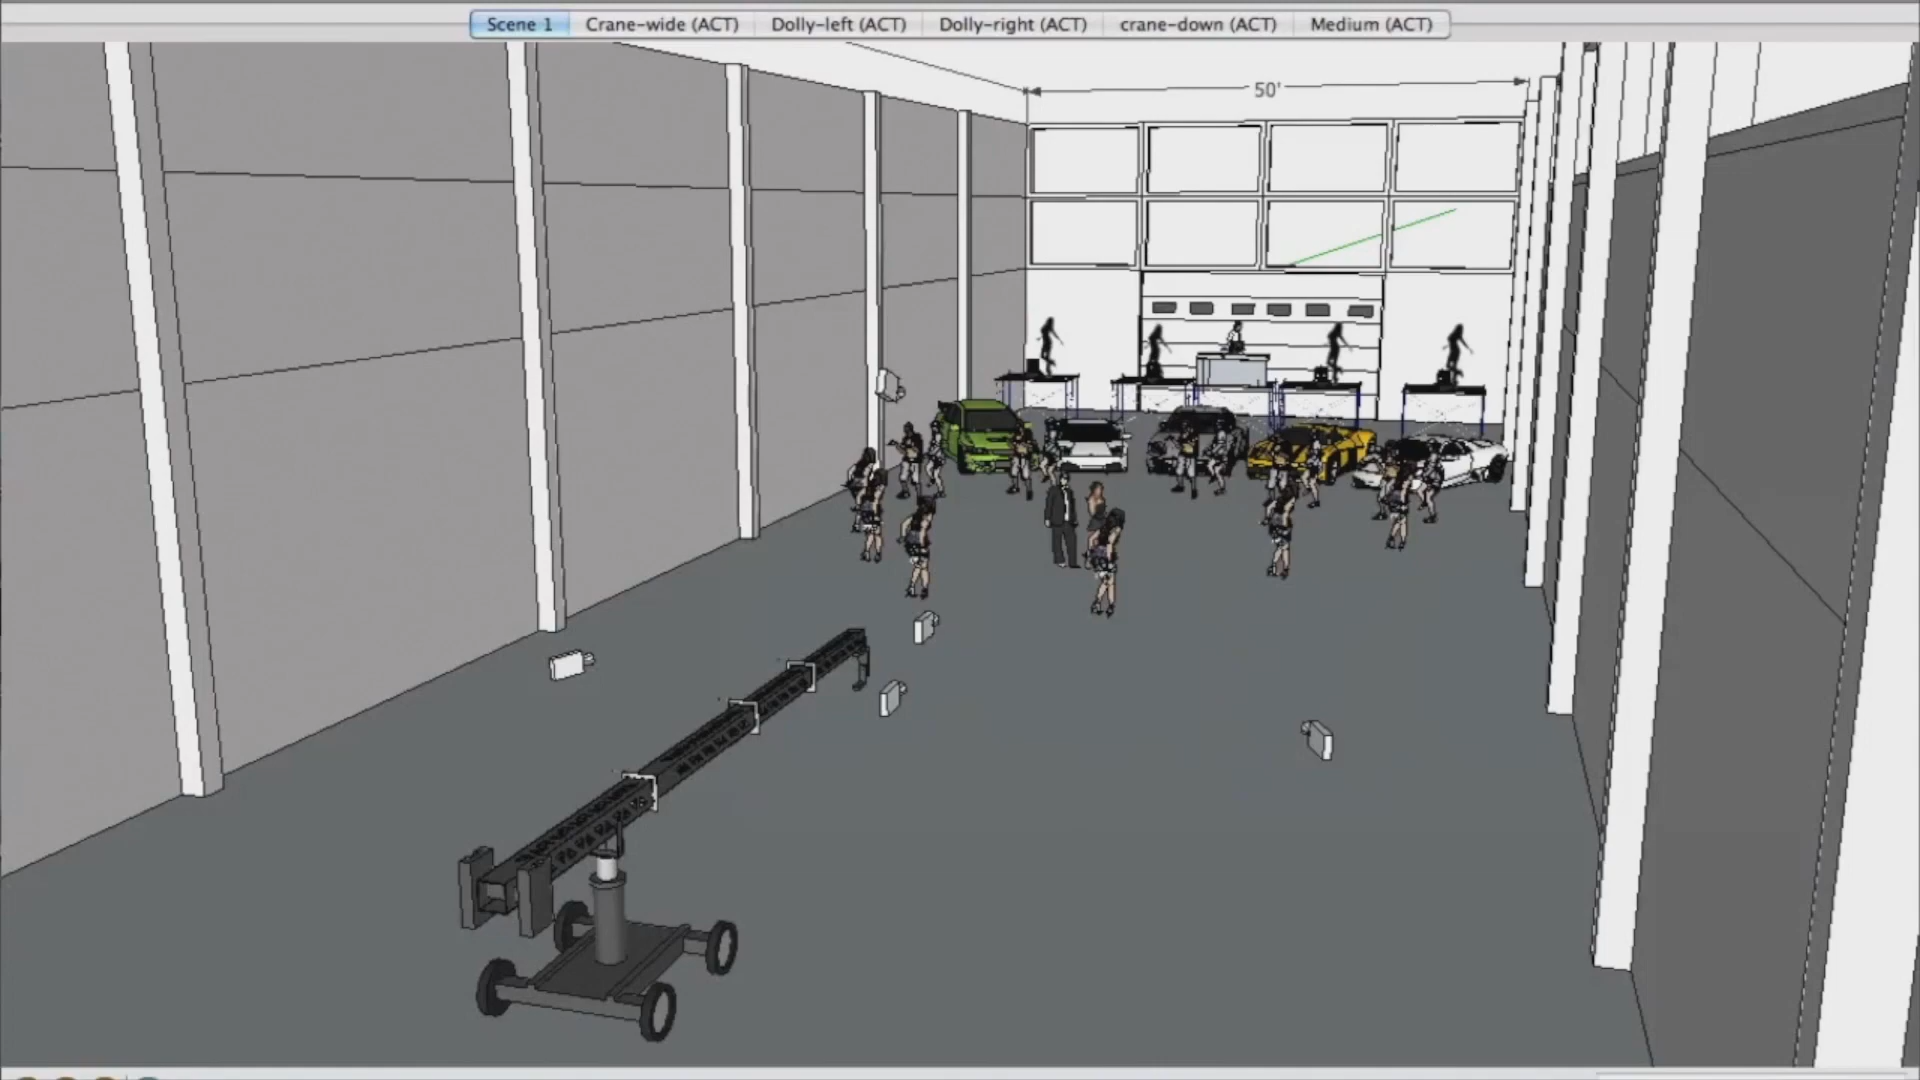 Scene 1 Crane-wide (ACT) Dolly-left (ACT) Dolly-right (ACT) crane-down (ACT) Medium (ACT)
50'